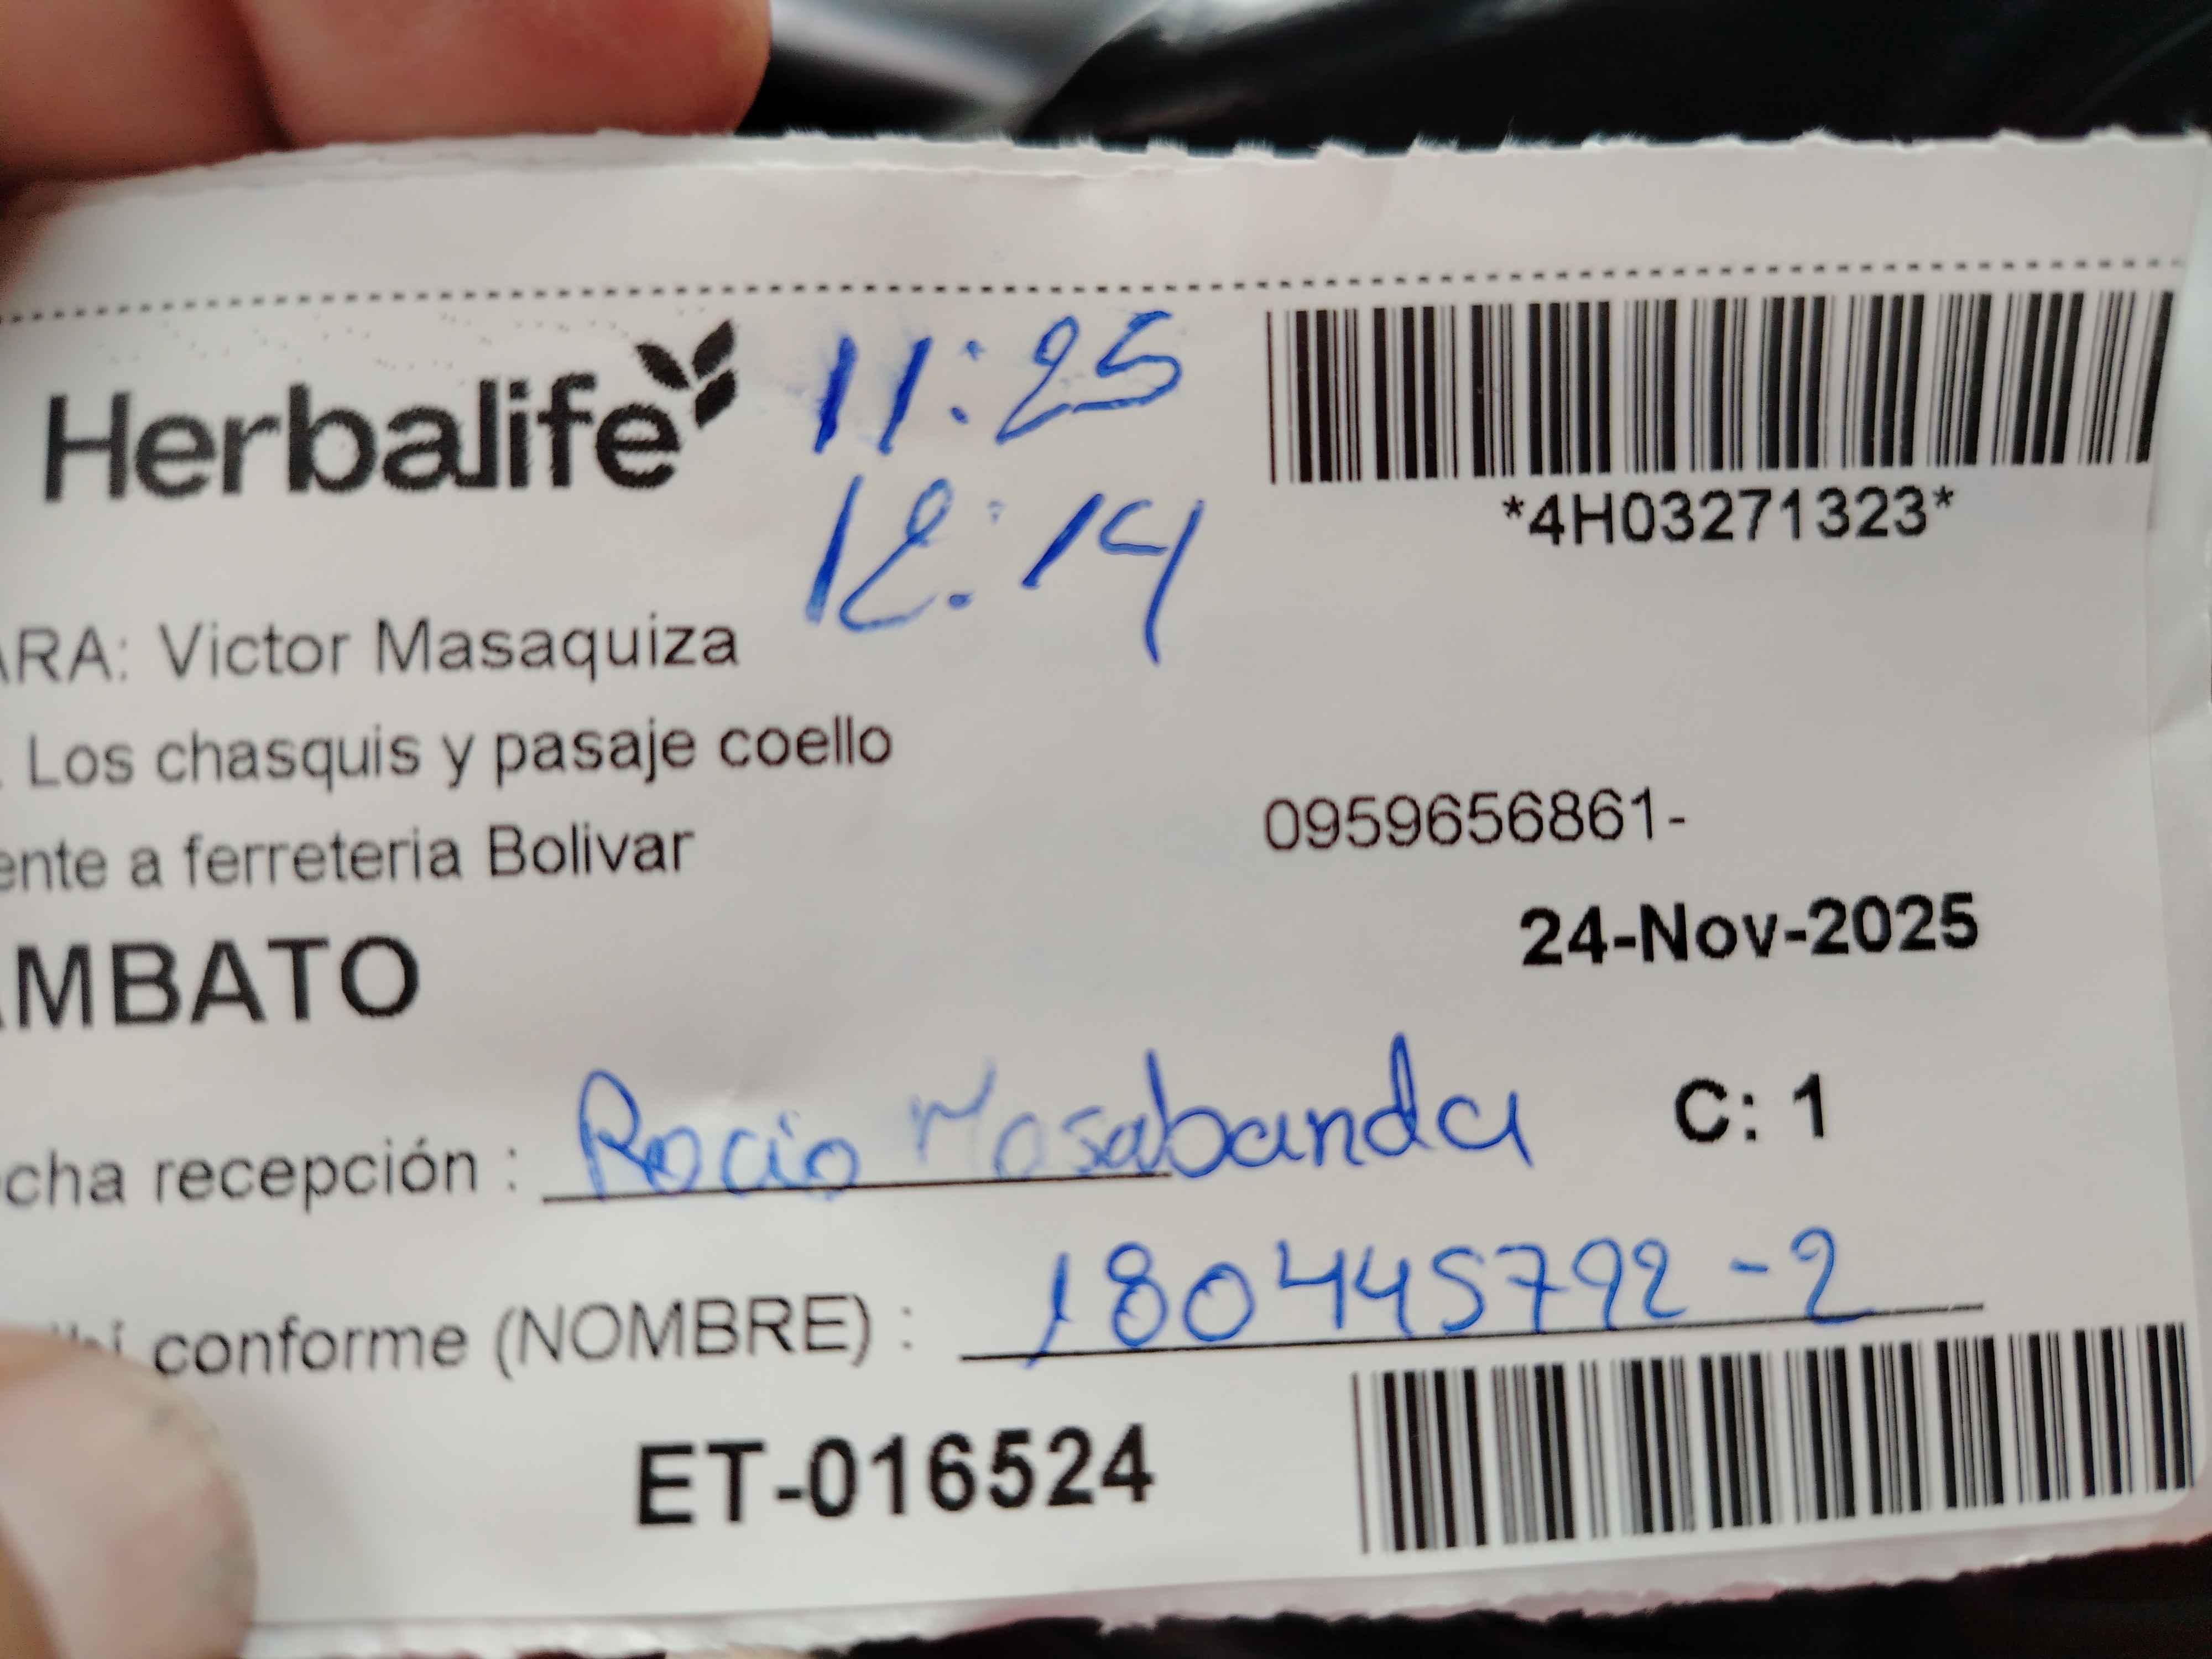 Herbalife
11:25
12:14
*4H03271323*
ARA: Victor Masaquiza
. Los chasquis y pasaje coello
ente a ferreteria Bolivar
0959656861-
AMBATO
24-Nov-2025
cha recepción : Rocio Masabanda
C: 1
conforme (NOMBRE) : 180445792-2
ET-016524